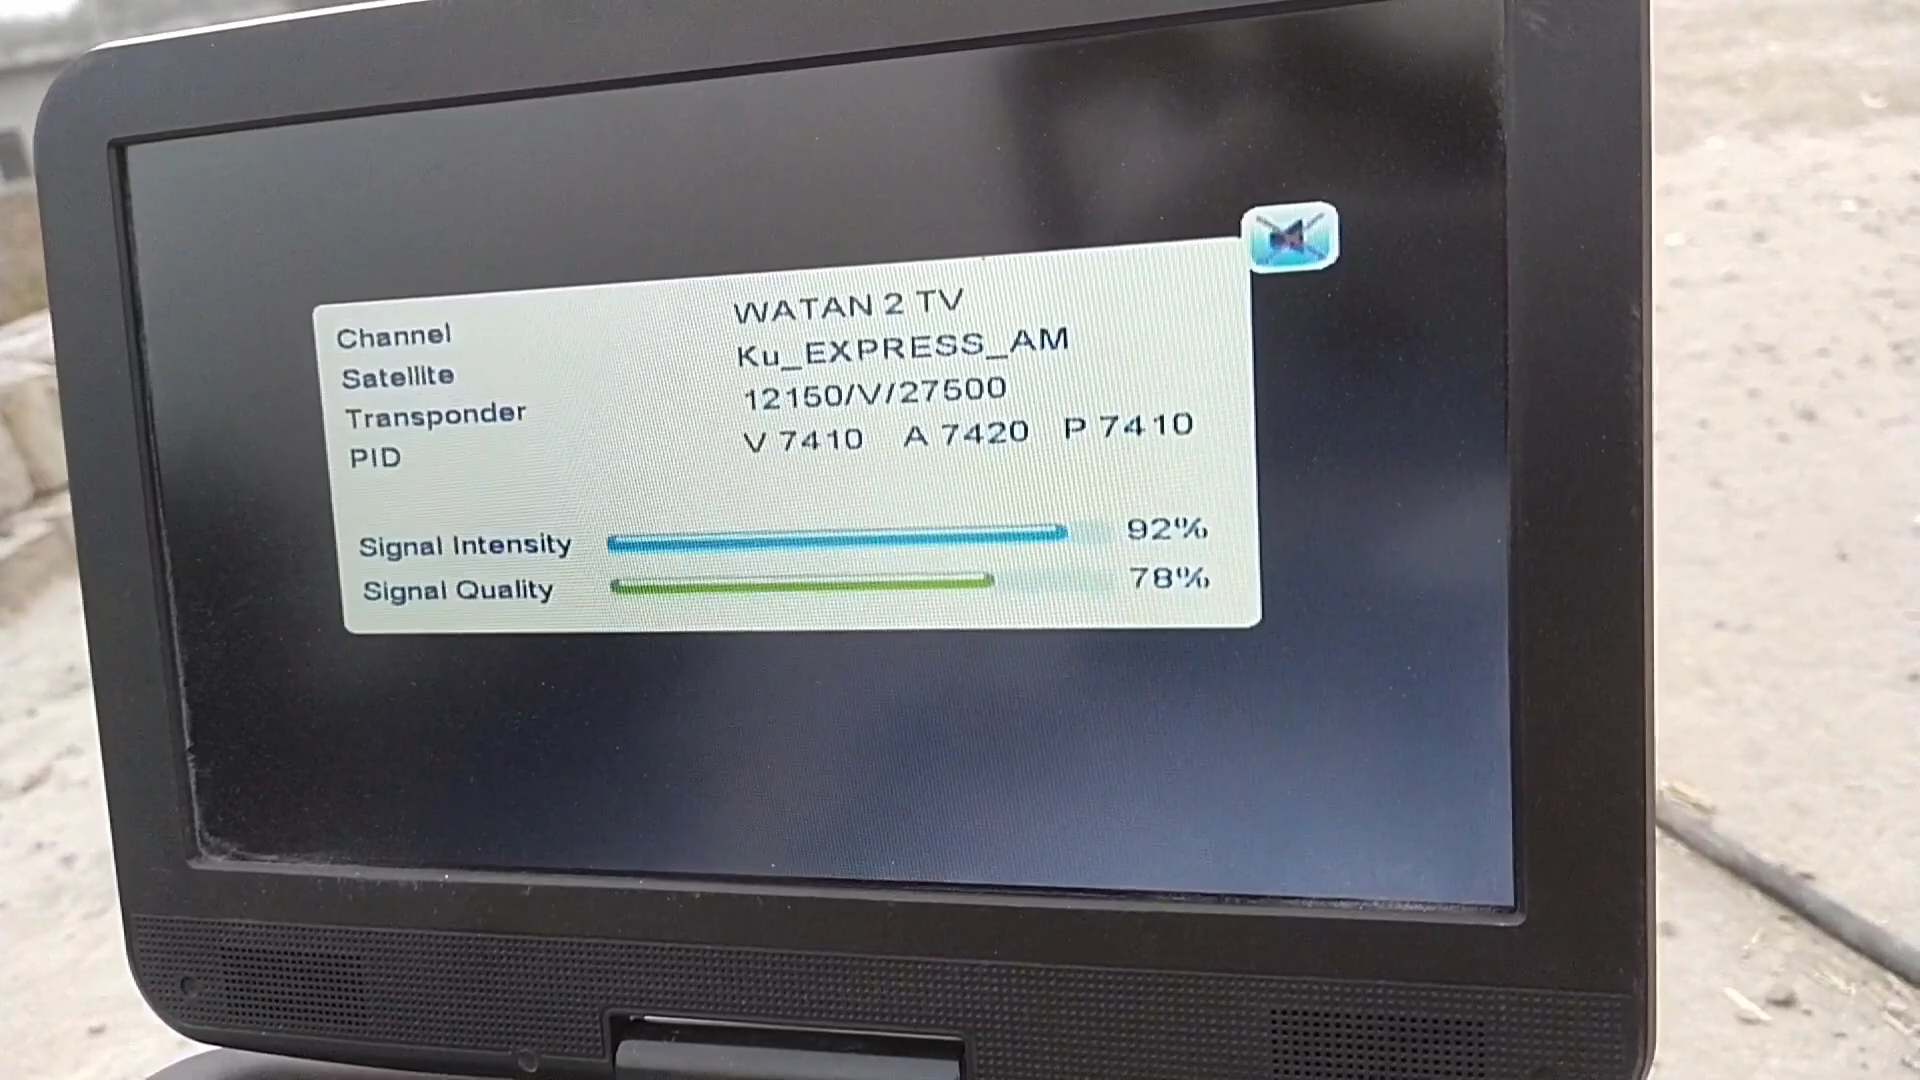 Channel WATAN 2 TV
Satellite Ku_EXPRESS_AM
Transponder 12150/V/27500
PID V 7410 A 7420 P 7410
Signal Intensity 92%
Signal Quality 78%